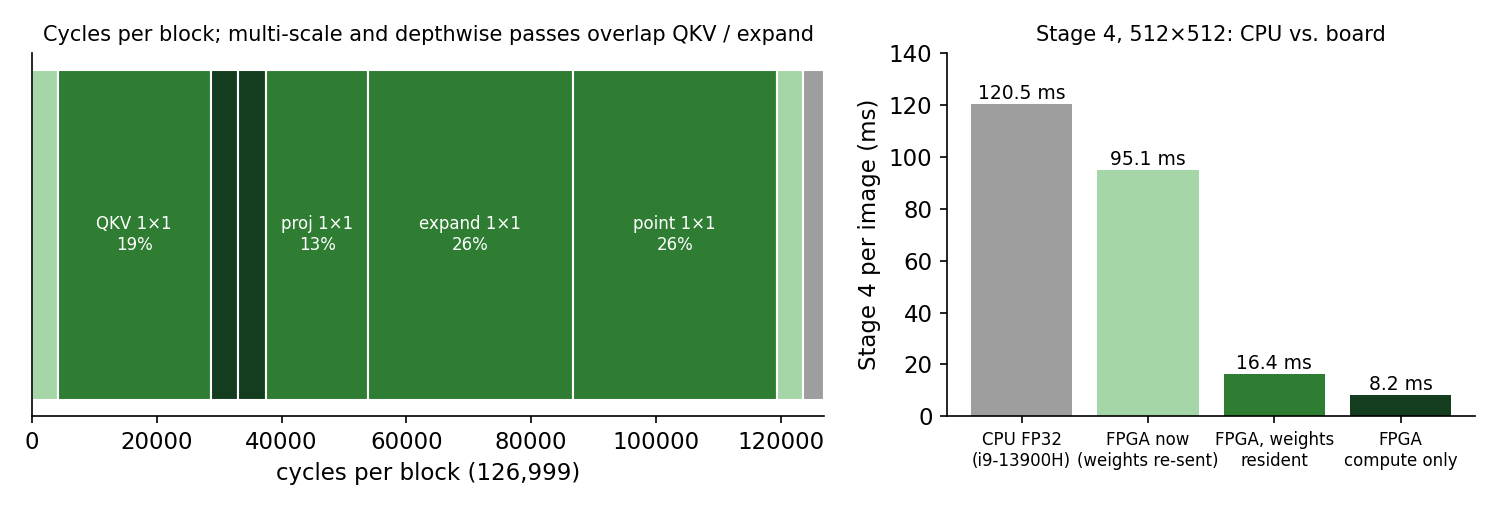 Cycles per block; multi-scale and depthwise passes overlap QKV / expand
QKV 1×1
19%
proj 1×1
13%
expand 1×1
26%
point 1×1
26%
0
20000
40000
60000
80000
100000
120000
cycles per block (126,999)
Stage 4, 512×512: CPU vs. board
Stage 4 per image (ms)
140
120
100
80
60
40
20
0
120.5 ms
95.1 ms
16.4 ms
8.2 ms
CPU FP32
(i9-13900H)
FPGA now
(weights re-sent)
FPGA, weights
resident
FPGA
compute only